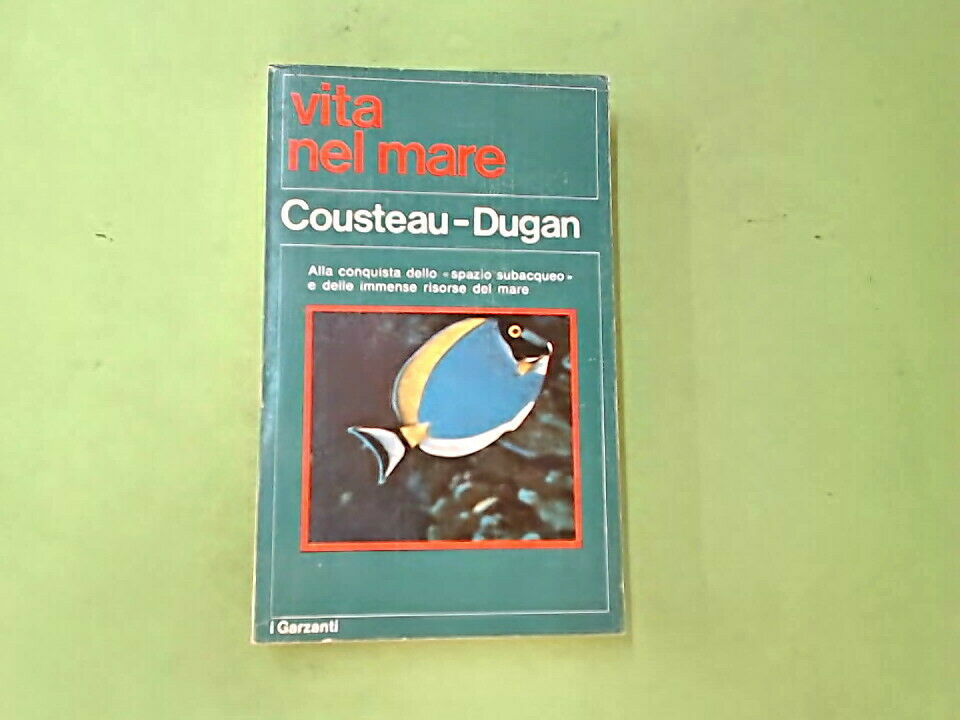 vita
nel mare
Cousteau-Dugan
Alla conquista dello «spazio subacqueo»
e delle immense risorse del mare
i Garzanti